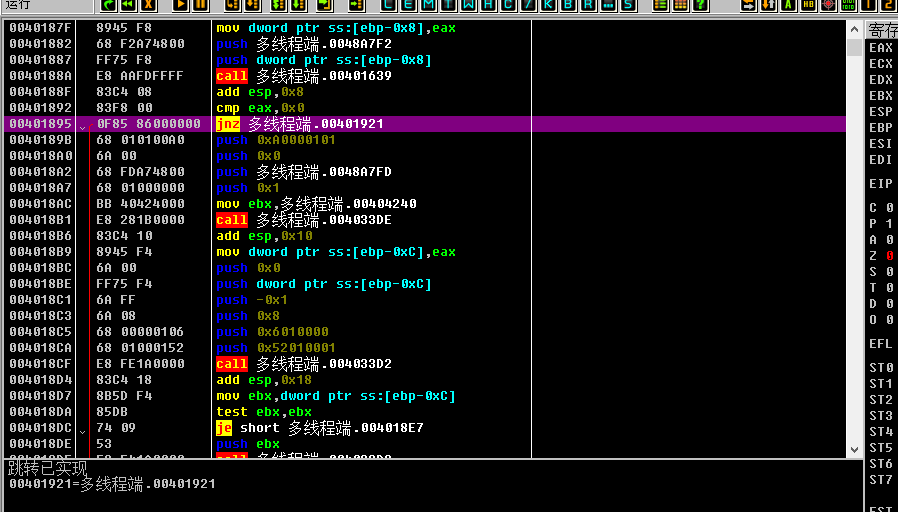 运行
L E M T W H C / K B R ... S
A HB 1 2
0040187F 8945 F8 mov dword ptr ss:[ebp-0x8],eax
00401882 68 F2A74800 push 多线程端.0048A7F2
00401887 FF75 F8 push dword ptr ss:[ebp-0x8]
0040188A E8 AAFDFFFF call 多线程端.00401639
0040188F 83C4 08 add esp,0x8
00401892 83F8 00 cmp eax,0x0
00401895 0F85 86000000 jnz 多线程端.00401921
0040189B 68 010100A0 push 0xA0000101
004018A0 6A 00 push 0x0
004018A2 68 FDA74800 push 多线程端.0048A7FD
004018A7 68 01000000 push 0x1
004018AC BB 40424000 mov ebx,多线程端.00404240
004018B1 E8 281B0000 call 多线程端.004033DE
004018B6 83C4 10 add esp,0x10
004018B9 8945 F4 mov dword ptr ss:[ebp-0xC],eax
004018BC 6A 00 push 0x0
004018BE FF75 F4 push dword ptr ss:[ebp-0xC]
004018C1 6A FF push -0x1
004018C3 6A 08 push 0x8
004018C5 68 00000106 push 0x6010000
004018CA 68 01000152 push 0x52010001
004018CF E8 FE1A0000 call 多线程端.004033D2
004018D4 83C4 18 add esp,0x18
004018D7 8B5D F4 mov ebx,dword ptr ss:[ebp-0xC]
004018DA 85DB test ebx,ebx
004018DC 74 09 je short 多线程端.004018E7
004018DE 53 push ebx
跳转已实现
00401921=多线程端.00401921
寄存
EAX
ECX
EDX
EBX
ESP
EBP
ESI
EDI
EIP
C 0
P 1
A 0
Z 0
S 0
T 0
D 0
O 0
EFL
ST0
ST1
ST2
ST3
ST4
ST5
ST6
ST7